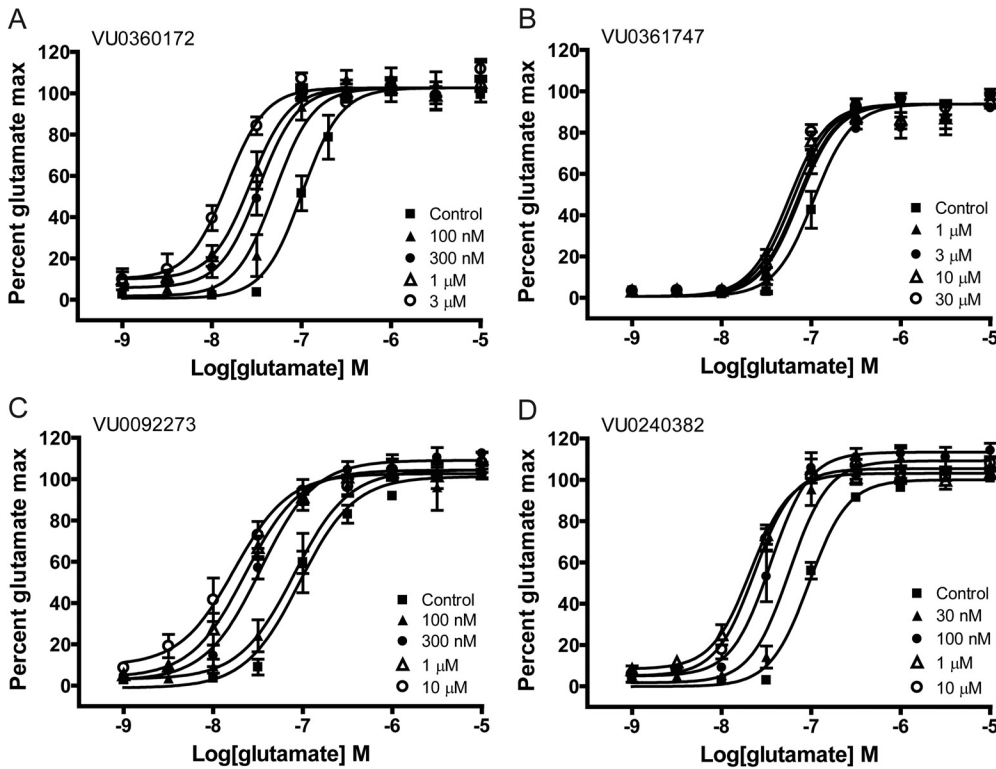 A
VU0360172
Percent glutamate max
120
100
80
60
40
20
0
Control
100 nM
300 nM
1 μM
3 μM
-9
-8
-7
-6
-5
Log[glutamate] M
B
VU0361747
Percent glutamate max
120
100
80
60
40
20
0
Control
1 μM
3 μM
10 μM
30 μM
-9
-8
-7
-6
-5
Log[glutamate] M
C
VU0092273
Percent glutamate max
120
100
80
60
40
20
0
Control
100 nM
300 nM
1 μM
10 μM
-9
-8
-7
-6
-5
Log[glutamate] M
D
VU0240382
Percent glutamate max
120
100
80
60
40
20
0
Control
30 nM
100 nM
1 μM
10 μM
-9
-8
-7
-6
-5
Log[glutamate] M